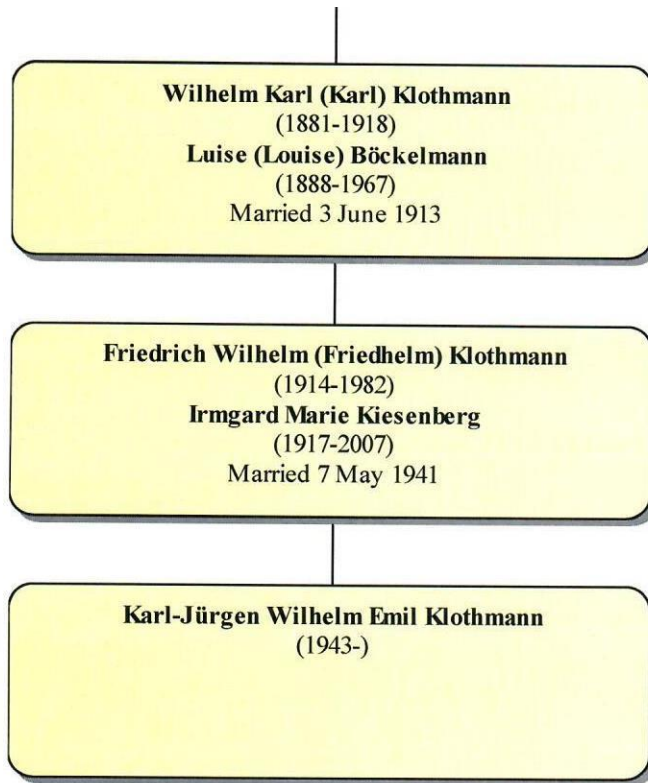 Wilhelm Karl (Karl) Klothmann
(1881-1918)
Luise (Louise) Böckelmann
(1888-1967)
Married 3 June 1913
Friedrich Wilhelm (Friedhelm) Klothmann
(1914-1982)
Irmgard Marie Kiesenberg
(1917-2007)
Married 7 May 1941
Karl-Jürgen Wilhelm Emil Klothmann
(1943-)